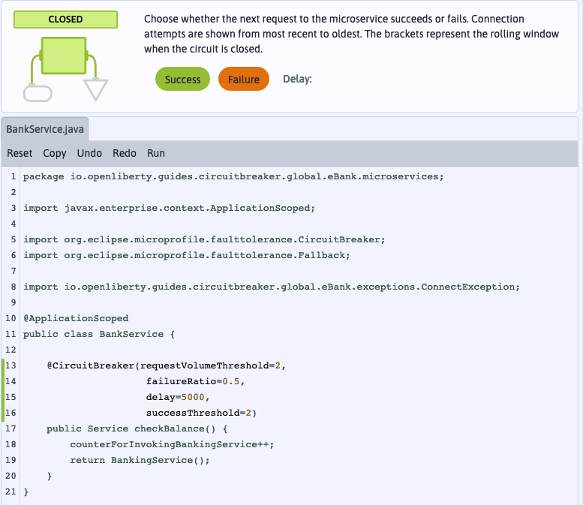 CLOSED
Choose whether the next request to the microservice succeeds or fails. Connection
attempts are shown from most recent to oldest. The brackets represent the rolling window
when the circuit is closed.
Success Failure Delay:
BankService.java
Reset Copy Undo Redo Run
1 package io.openliberty.guides.circuitbreaker.global.eBank.microservices;
2
3 import javax.enterprise.context.ApplicationScoped;
4
5 import org.eclipse.microprofile.faulttolerance.CircuitBreaker;
6 import org.eclipse.microprofile.faulttolerance.Fallback;
7
8 import io.openliberty.guides.circuitbreaker.global.eBank.exceptions.ConnectException;
9
10 @ApplicationScoped
11 public class BankService {
12
13 @CircuitBreaker(requestVolumeThreshold=2,
14 failureRatio=0.5,
15 delay=5000,
16 successThreshold=2)
17 public Service checkBalance() {
18 counterForInvokingBankingService++;
19 return BankingService();
20 }
21 }